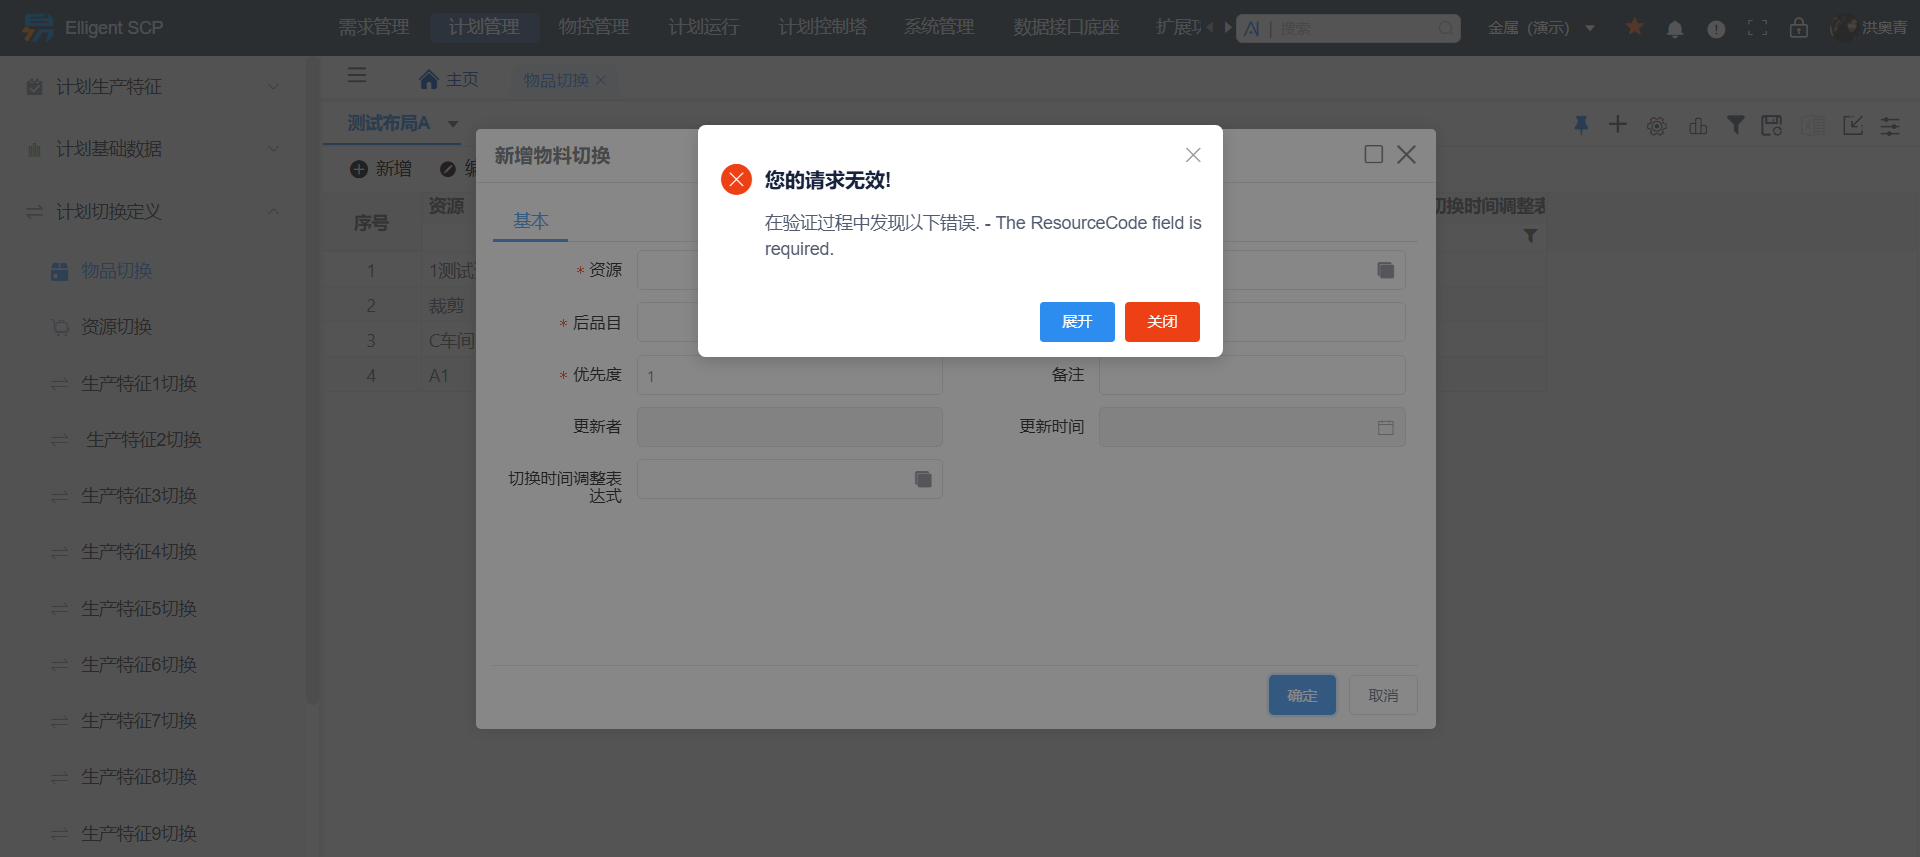 Elligent SCP
需求管理
计划管理
物控管理
计划运行
计划控制塔
系统管理
数据接口底座
扩展
AI
搜索
金属（演示）
洪奥青
计划生产特征
计划基础数据
计划切换定义
物品切换
资源切换
生产特征1切换
生产特征2切换
生产特征3切换
生产特征4切换
生产特征5切换
生产特征6切换
生产特征7切换
生产特征8切换
生产特征9切换
主页
物品切换
测试布局A
新增
序号
资源
切换时间调整表
1
1测试
2
裁剪
3
C车间
4
A1
新增物料切换
基本
* 资源
* 后品目
* 优先度
1
备注
更新者
更新时间
切换时间调整表
达式
确定
取消
您的请求无效!
在验证过程中发现以下错误. - The ResourceCode field is
required.
展开
关闭